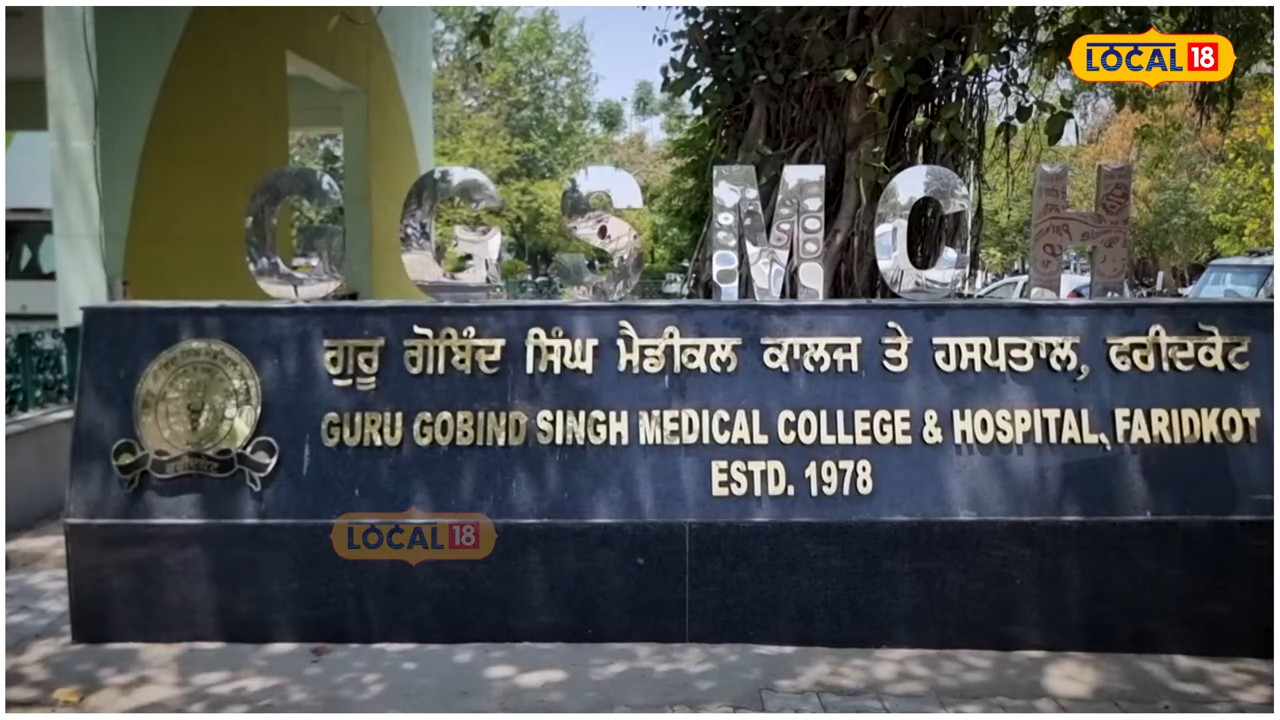 LOCAL 18
GGSMCH
ਗੁਰੂ ਗੋਬਿੰਦ ਸਿੰਘ ਮੈਡੀਕਲ ਕਾਲਜ ਤੇ ਹਸਪਤਾਲ, ਫਰੀਦਕੋਟ
GURU GOBIND SINGH MEDICAL COLLEGE & HOSPITAL, FARIDKOT
ESTD. 1978
LOCAL 18